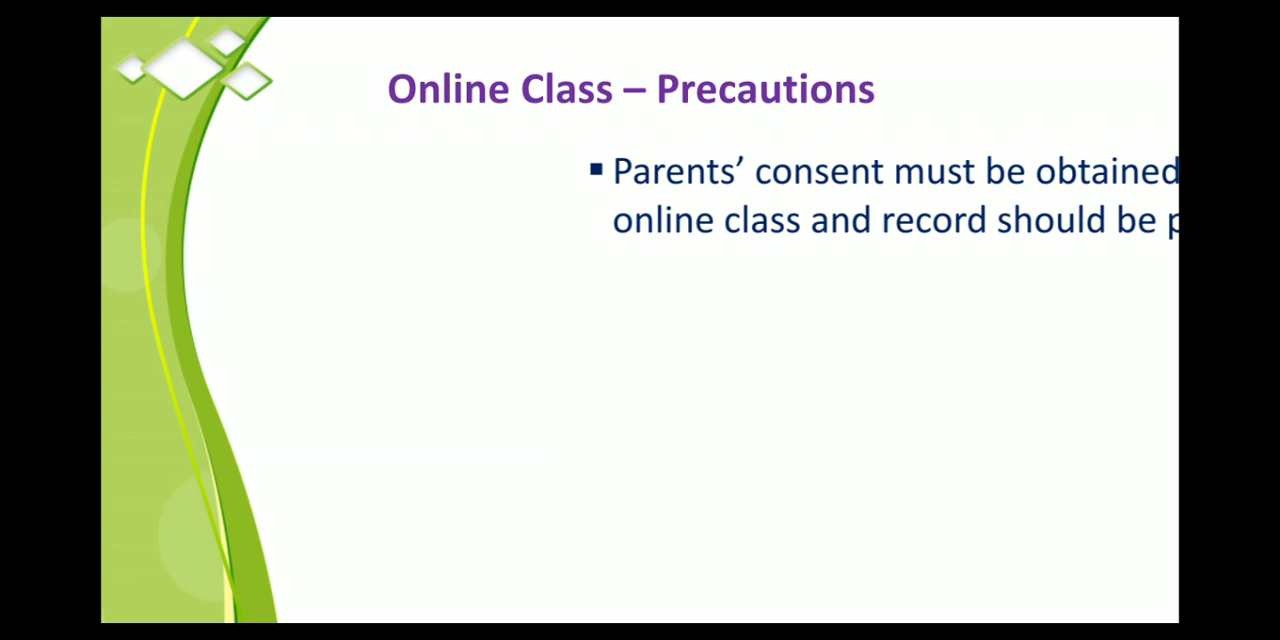 Online Class – Precautions
▪ Parents’ consent must be obtained
online class and record should be